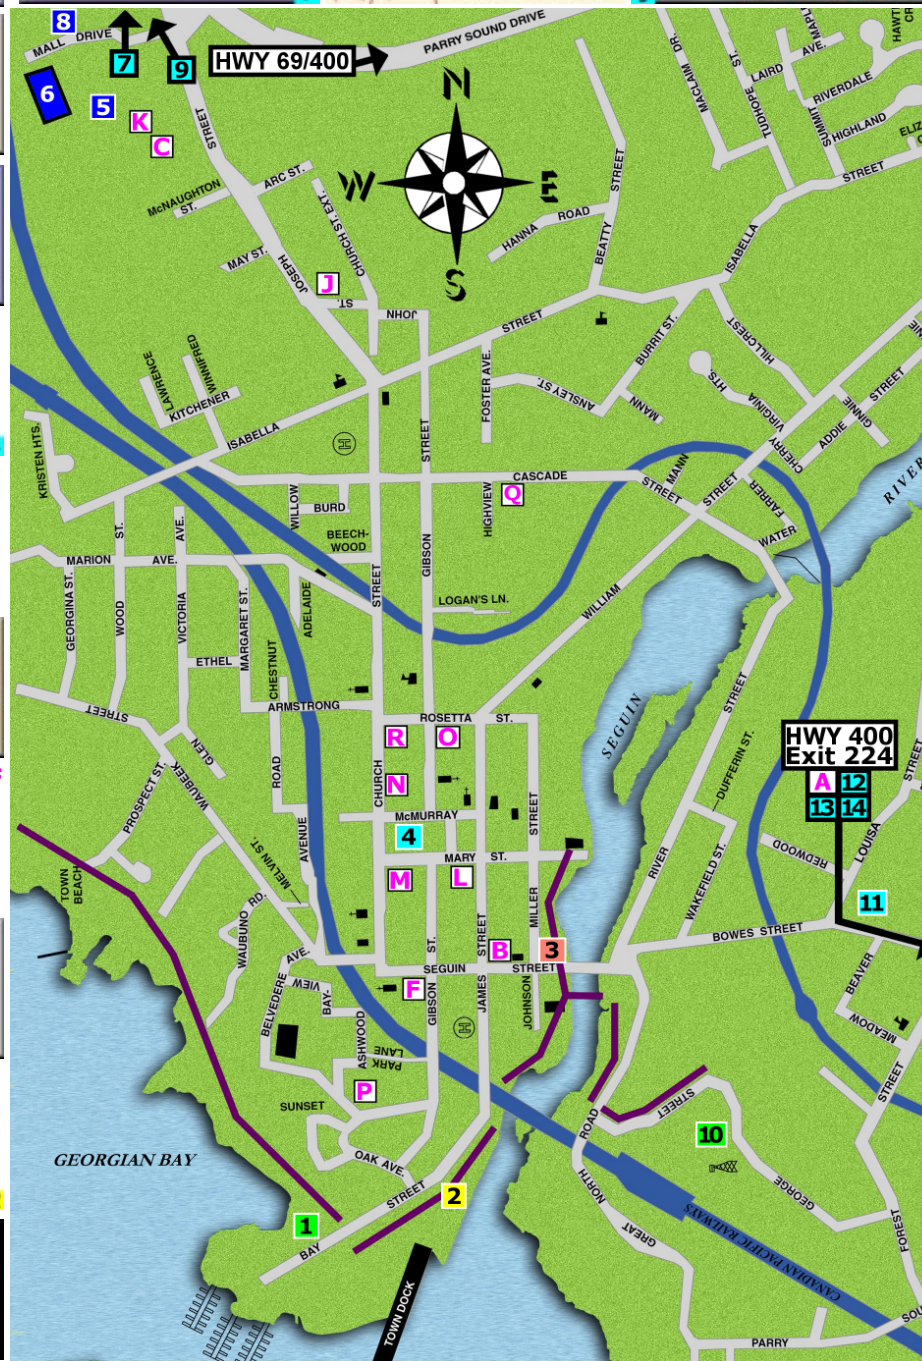 8
MALL DRIVE
7
9
HWY 69/400
PARRY SOUND DRIVE
6
5
K
C
STREET
N
W
E
S
MACLAIM DR.
ST.
TUDHOPE
LAIRD AVE.
SUMMIT
RIVERDALE
HIGHLAND
STREET
McNAUGHTON
ST.
ARC ST.
CHURCH ST. EXT.
MAY ST.
JOSEPH
J
ST.
JOHN
HANNA ROAD
BEATTY
STREET
ISABELLA
STREET
BURRIT ST.
HILLCREST
LAWRENCE
WINNIFRED
KITCHENER
ISABELLA
FOSTER AVE.
ANSLEY ST.
MANN
HTS.
VIRGINIA
CHERRY
ADDIE
GINNIE
STREET
STREET
KRISTEN HTS.
WILLOW
BURD
BEECH-
WOOD
HIGHVIEW
Q
CASCADE
STREET
MANN
STREET
FARRER
WATER
RIVER
MARION AVE.
ST.
AVE.
GEORGINA ST.
WOOD
VICTORIA
MARGARET ST.
ADELAIDE
STREET
GIBSON
LOGAN'S LN.
WILLIAM
ETHEL
CHESTNUT
ARMSTRONG
STREET
ROSETTA ST.
SEGUIN
STREET
DUFFERIN ST.
HWY 400
Exit 224
A
12
13
14
R
O
N
CHURCH
GLEN
WAUBEEK
ROAD
PROSPECT ST.
McMURRAY
4
STREET
MARY ST.
M
L
AVENUE
MELVIN ST.
TOWN
BEACH
RD.
WAUBUNO
REDWOOD
LOUISA
STREET
11
RIVER
WAKEFIELD ST.
BOWES STREET
BEAVER
MEADOW
MILLER
B
3
ST.
STREET
SEGUIN
STREET
F
GIBSON
JAMES
JOHNSON
AVE.
BELVEDERE
VIEW
BAY-
ASHWOOD
PARK
LANE
P
SUNSET
OAK AVE.
GEORGIAN BAY
ROAD
STREET
10
GEORGE
STREET
FOREST
2
1
BAY
STREET
NORTH
GREAT
CANADIAN PACIFIC RAILWAYS
TOWN DOCK
PARRY